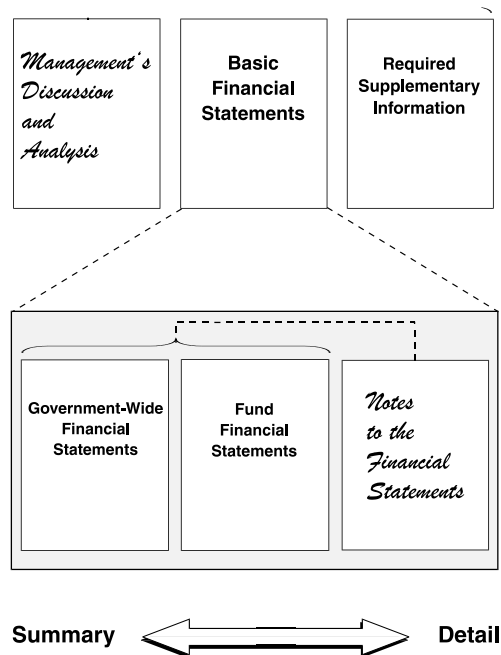 Management's
Discussion
and
Analysis
Basic
Financial
Statements
Required
Supplementary
Information
Government-Wide
Financial
Statements
Fund
Financial
Statements
Notes
to the
Financial
Statements
Summary
Detail